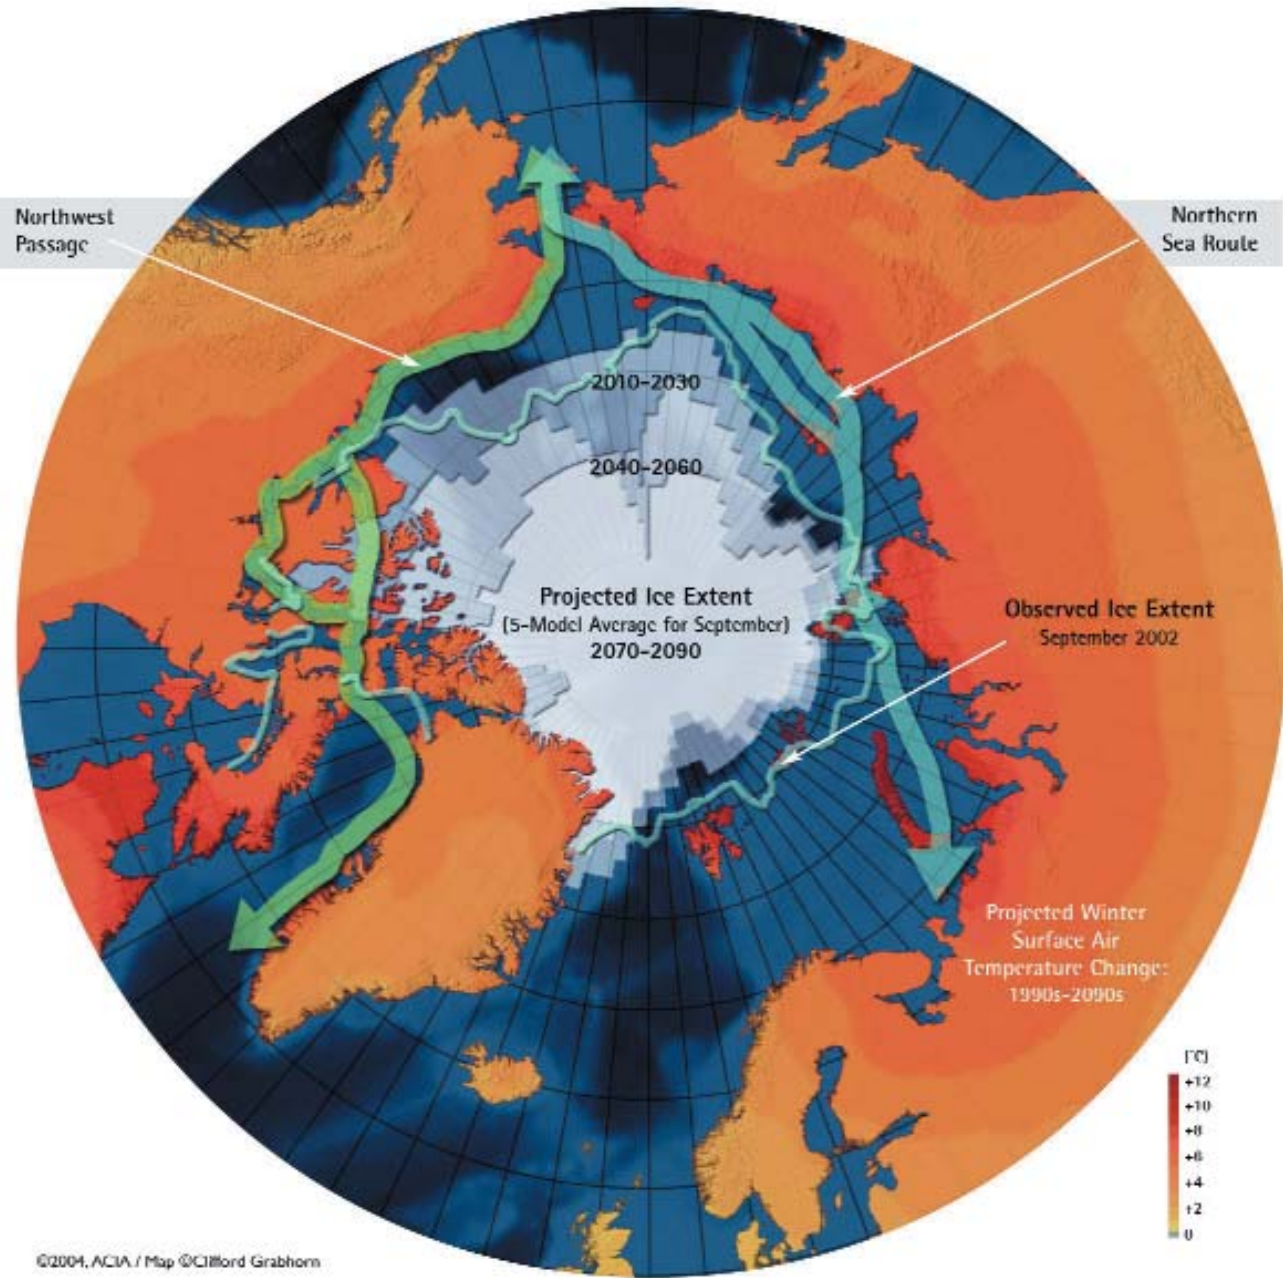 Northwest
Passage
Northern
Sea Route
2010-2030
2040-2060
Projected Ice Extent
(5-Model Average for September)
2070-2090
Observed Ice Extent
September 2002
Projected Winter
Surface Air
Temperature Change:
1990s-2090s
(°C)
+12
+10
+8
+6
+4
+2
0
©2004, ACIA / Map ©Clifford Grabhorn